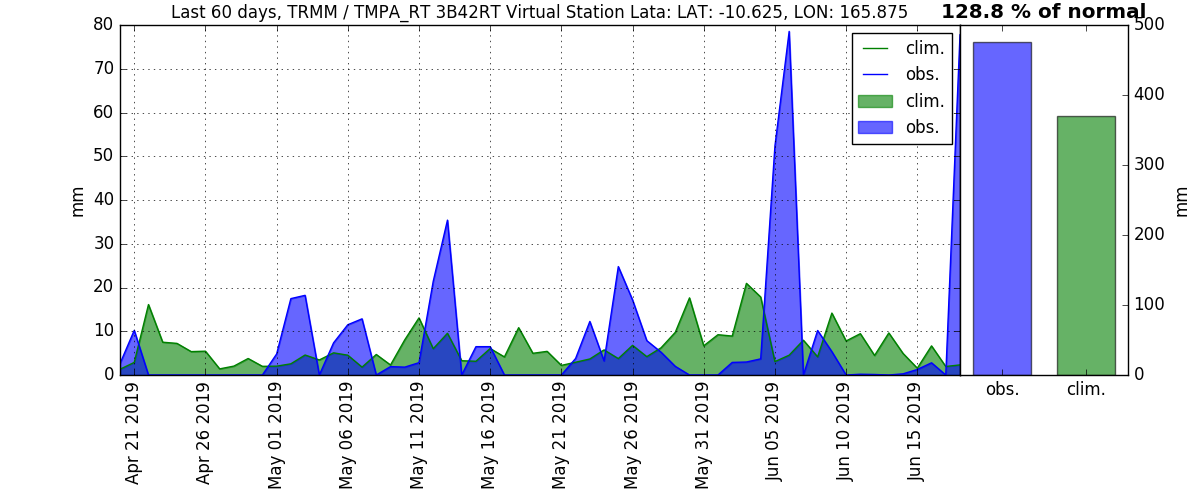 Last 60 days, TRMM / TMPA_RT 3B42RT Virtual Station Lata: LAT: -10.625, LON: 165.875
128.8 % of normal
80
70
60
50
40
30
20
10
0
mm
clim.
obs.
clim.
obs.
500
400
300
200
100
0
mm
Apr 21 2019
Apr 26 2019
May 01 2019
May 06 2019
May 11 2019
May 16 2019
May 21 2019
May 26 2019
May 31 2019
Jun 05 2019
Jun 10 2019
Jun 15 2019
obs.
clim.